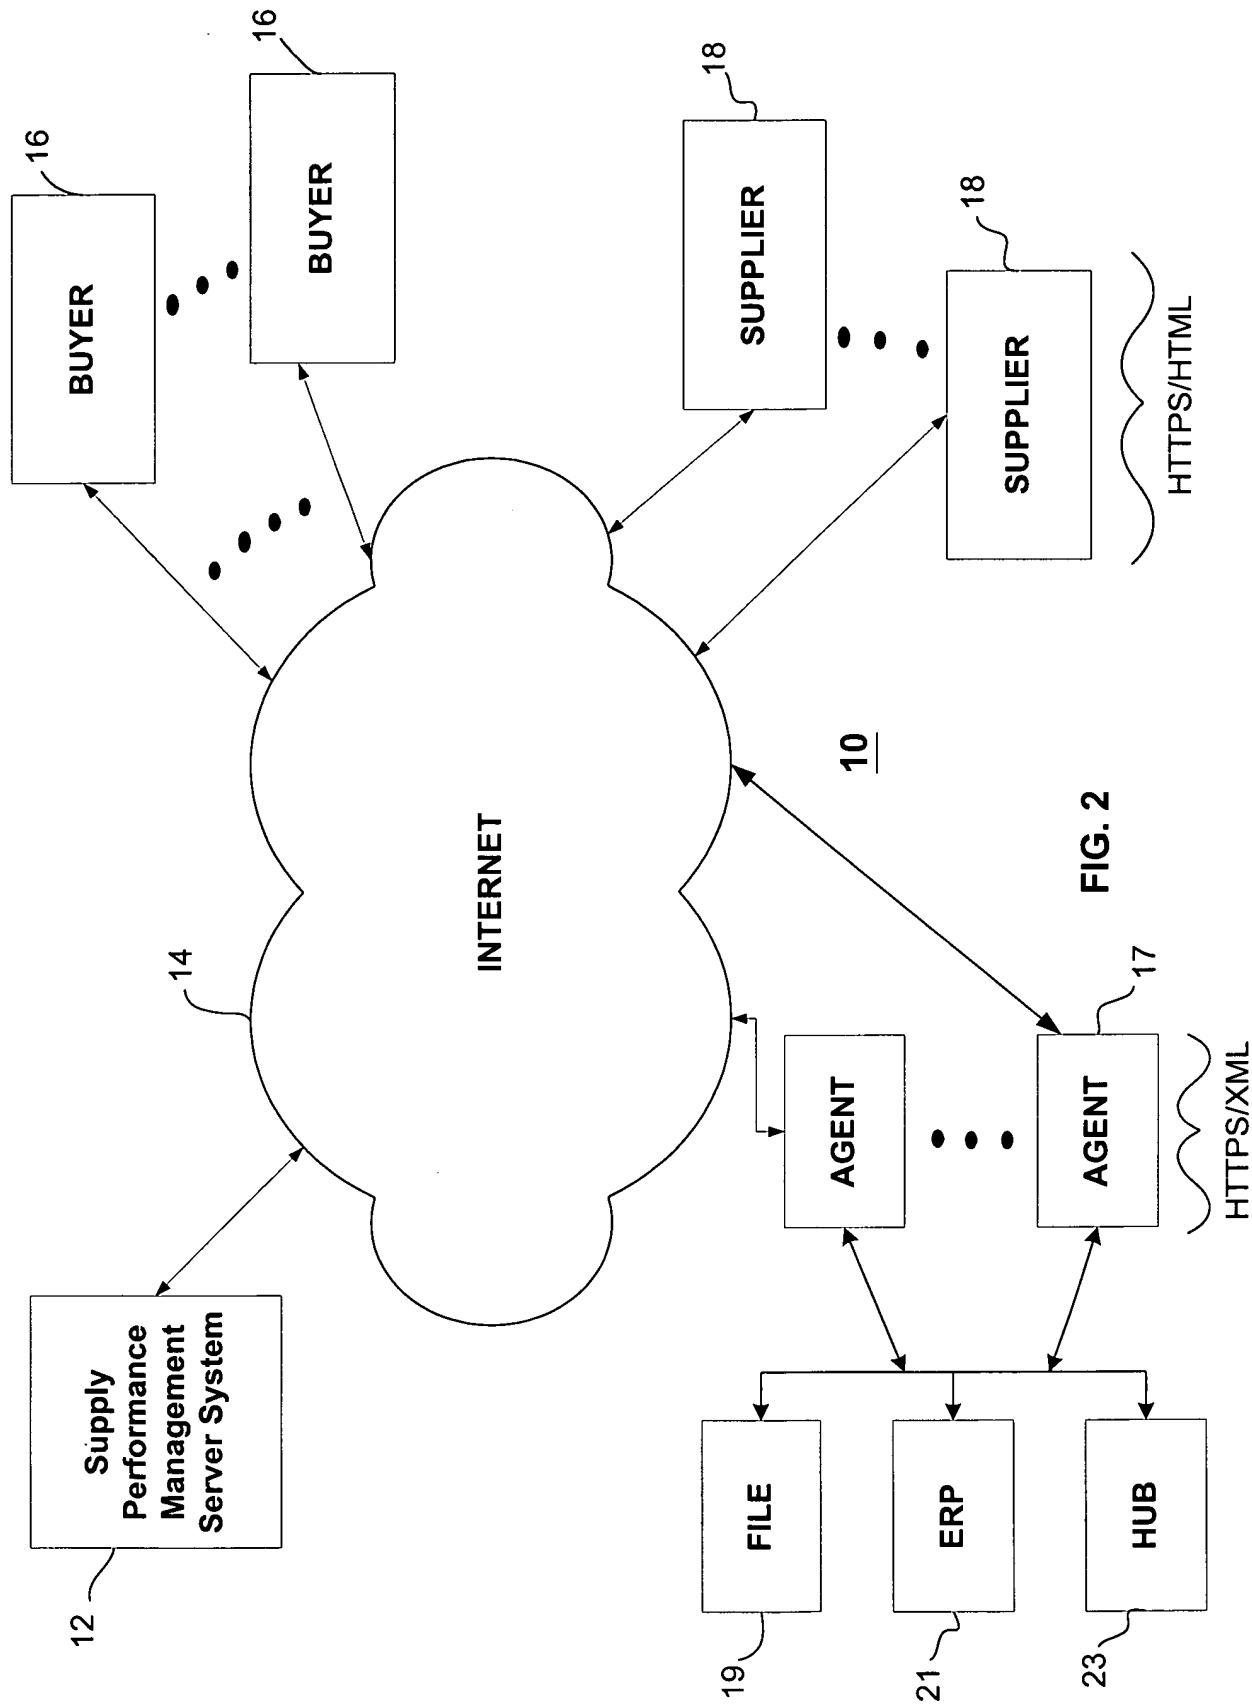 12
Supply
Performance
Management
Server System
14
INTERNET
BUYER
16
BUYER
16
SUPPLIER
18
SUPPLIER
18
HTTPS/HTML
10
AGENT
AGENT
17
HTTPS/XML
FILE
19
ERP
21
HUB
23
FIG. 2